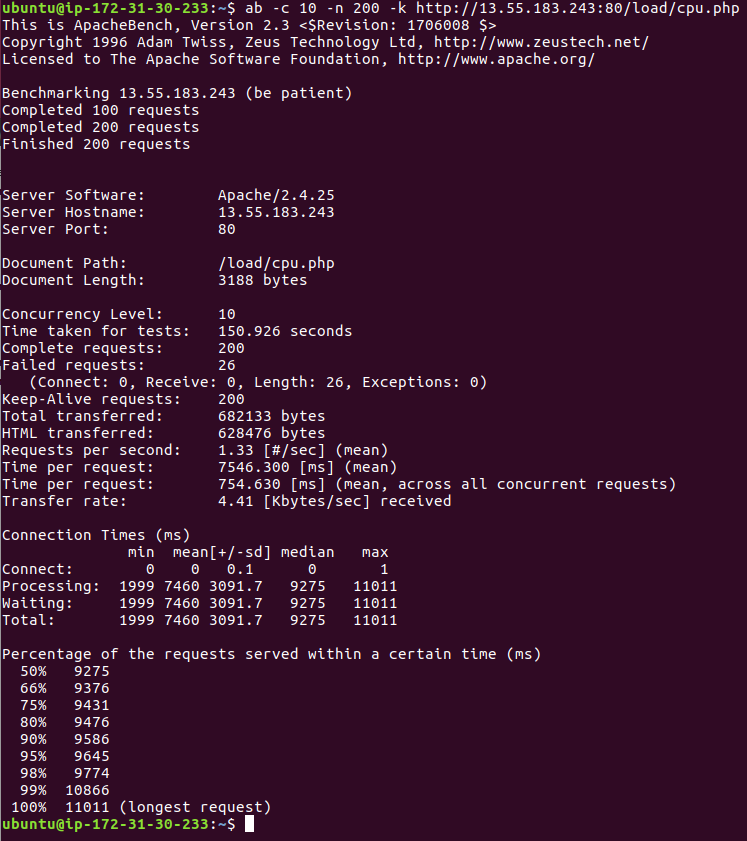 ubuntu@ip-172-31-30-233:~$ ab -c 10 -n 200 -k http://13.55.183.243:80/load/cpu.php
This is ApacheBench, Version 2.3 <$Revision: 1706008 $>
Copyright 1996 Adam Twiss, Zeus Technology Ltd, http://www.zeustech.net/
Licensed to The Apache Software Foundation, http://www.apache.org/

Benchmarking 13.55.183.243 (be patient)
Completed 100 requests
Completed 200 requests
Finished 200 requests


Server Software:        Apache/2.4.25
Server Hostname:        13.55.183.243
Server Port:            80

Document Path:          /load/cpu.php
Document Length:        3188 bytes

Concurrency Level:      10
Time taken for tests:   150.926 seconds
Complete requests:      200
Failed requests:        26
   (Connect: 0, Receive: 0, Length: 26, Exceptions: 0)
Keep-Alive requests:    200
Total transferred:      682133 bytes
HTML transferred:       628476 bytes
Requests per second:    1.33 [#/sec] (mean)
Time per request:       7546.300 [ms] (mean)
Time per request:       754.630 [ms] (mean, across all concurrent requests)
Transfer rate:          4.41 [Kbytes/sec] received

Connection Times (ms)
              min  mean[+/-sd] median   max
Connect:        0    0   0.1      0       1
Processing:  1999 7460 3091.7   9275   11011
Waiting:     1999 7460 3091.7   9275   11011
Total:       1999 7460 3091.7   9275   11011

Percentage of the requests served within a certain time (ms)
  50%   9275
  66%   9376
  75%   9431
  80%   9476
  90%   9586
  95%   9645
  98%   9774
  99%  10866
 100%  11011 (longest request)
ubuntu@ip-172-31-30-233:~$